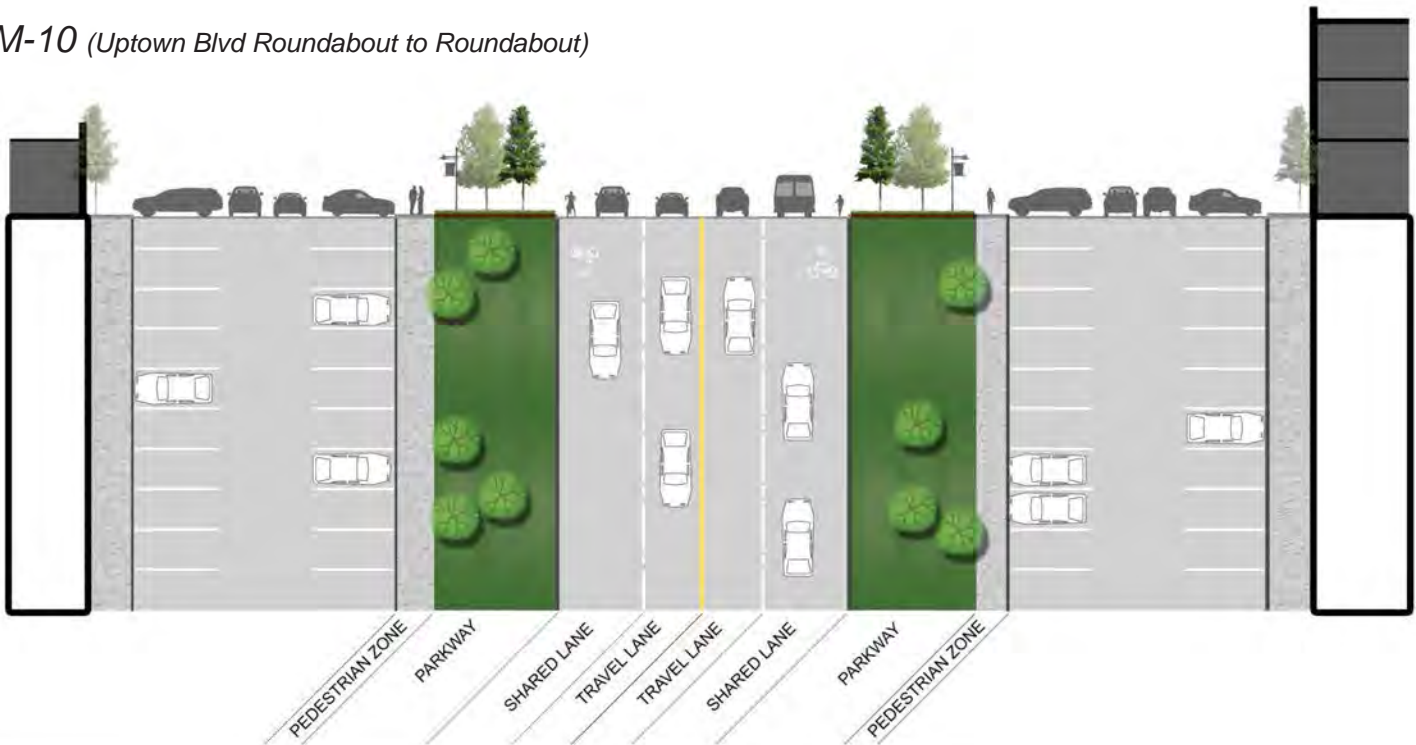 M-10 (Uptown Blvd Roundabout to Roundabout)
PEDESTRIAN ZONE
PARKWAY
SHARED LANE
TRAVEL LANE
TRAVEL LANE
SHARED LANE
PARKWAY
PEDESTRIAN ZONE